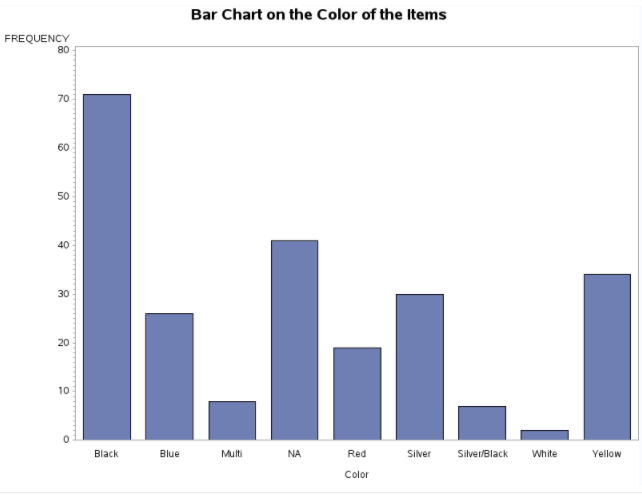 Bar Chart on the Color of the Items
FREQUENCY
80
70
60
50
40
30
20
10
0
Black Blue Multi NA Red Silver Silver/Black White Yellow
Color